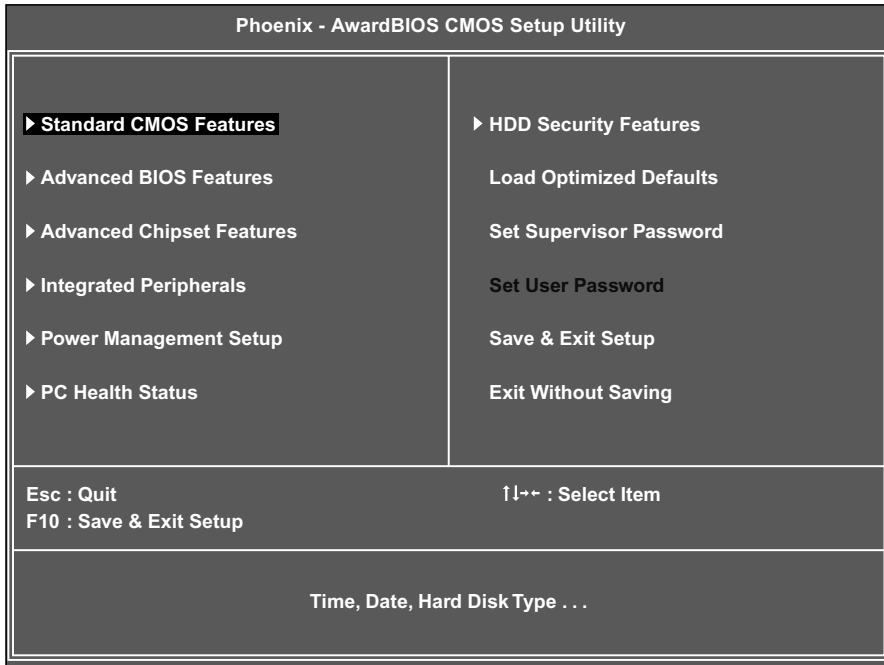 Phoenix - AwardBIOS CMOS Setup Utility
Standard CMOS Features
Advanced BIOS Features
Advanced Chipset Features
Integrated Peripherals
Power Management Setup
PC Health Status
HDD Security Features
Load Optimized Defaults
Set Supervisor Password
Set User Password
Save & Exit Setup
Exit Without Saving
Esc : Quit
F10 : Save & Exit Setup
↑↓→← : Select Item
Time, Date, Hard Disk Type . . .